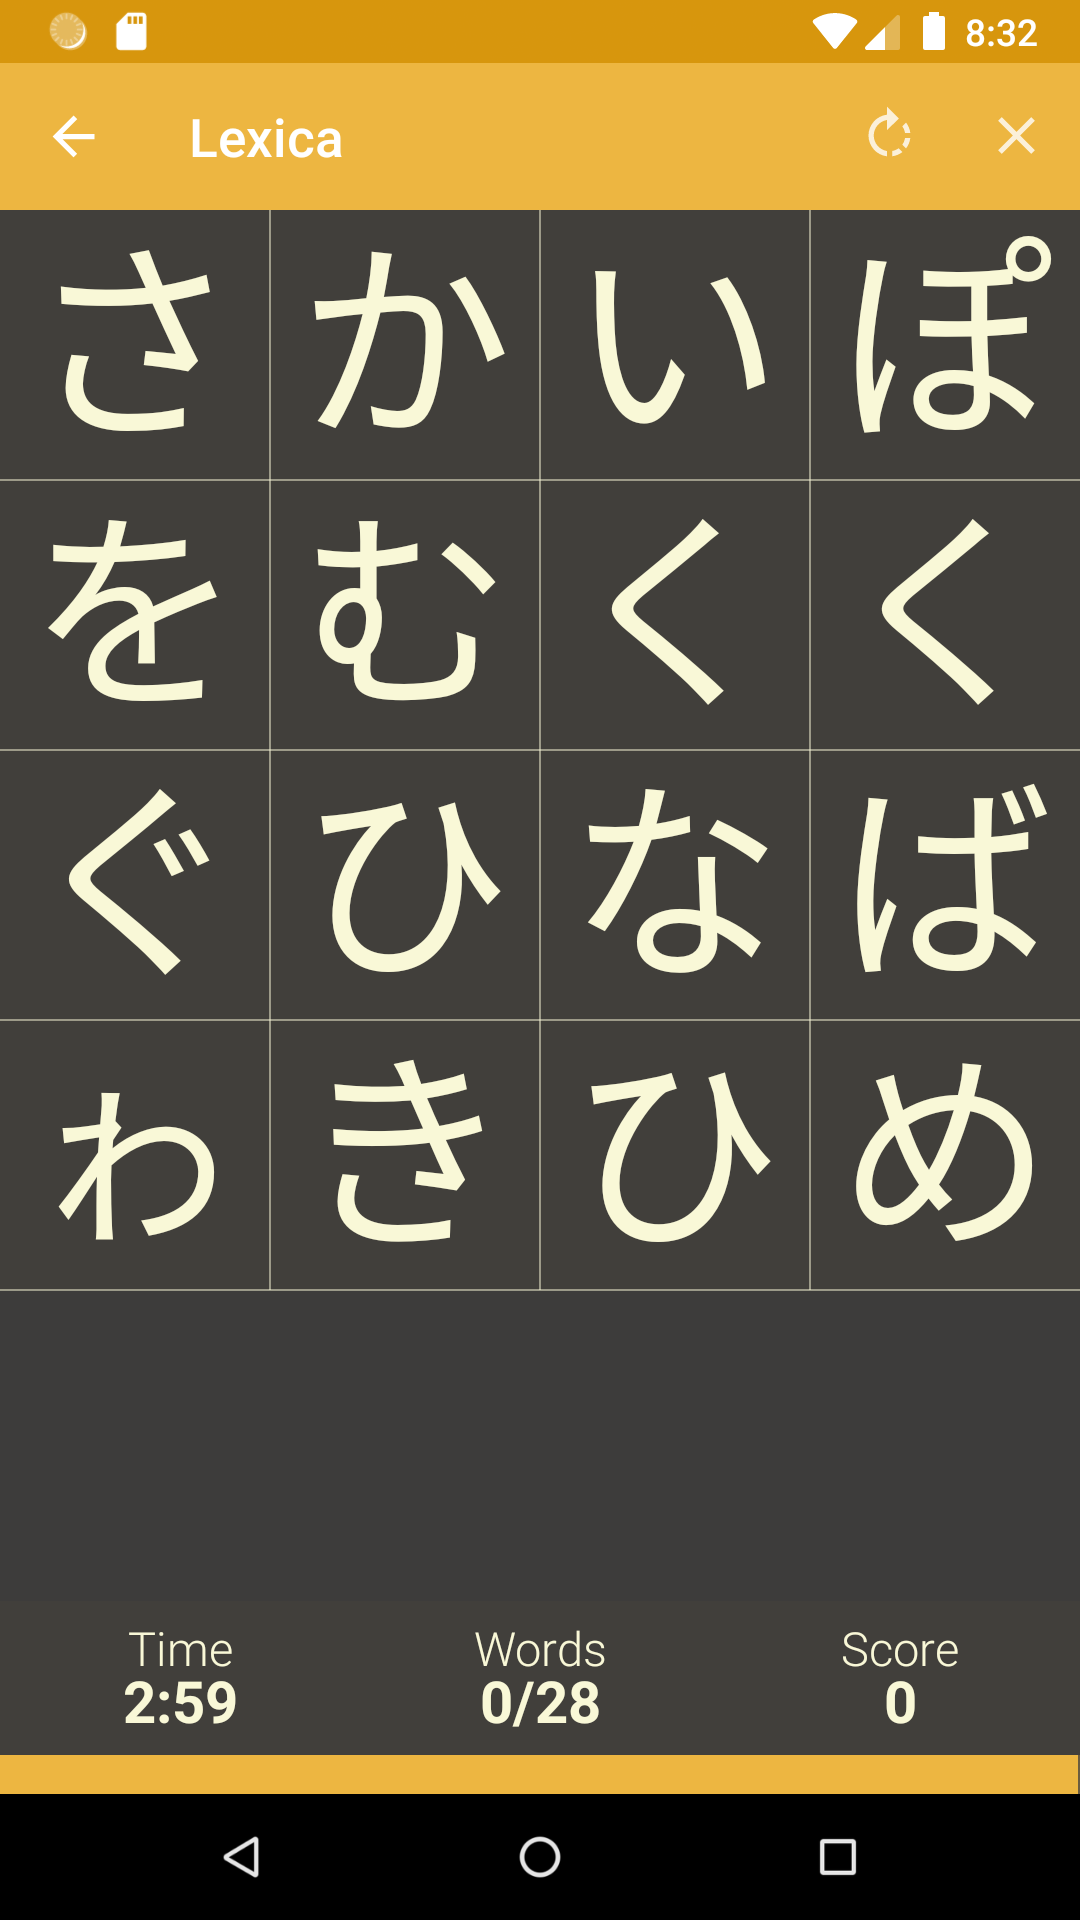 8:32
Lexica
さ か い ぽ
を む く く
ぐ ひ な ば
ゎ き ひ め
Time Words Score
2:59 0/28 0